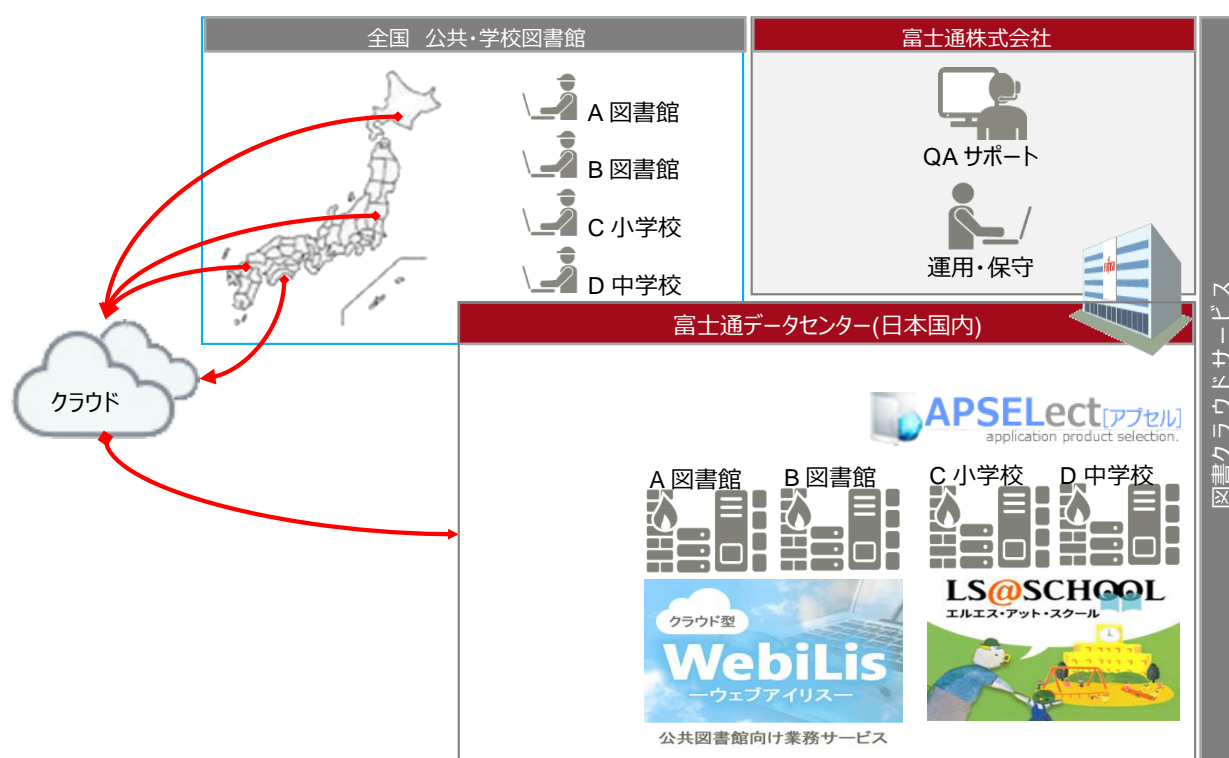 全国 公共・学校図書館
A 図書館
B 図書館
C 小学校
D 中学校
富士通株式会社
QA サポート
運用・保守
図書クラウドサービス
クラウド
富士通データセンター(日本国内)
APSELect[アプセル]
application product selection.
A 図書館
B 図書館
C 小学校
D 中学校
クラウド型
WebiLis
―ウェブアイリス―
公共図書館向け業務サービス
LS@SCHOOL
エルエス・アット・スクール